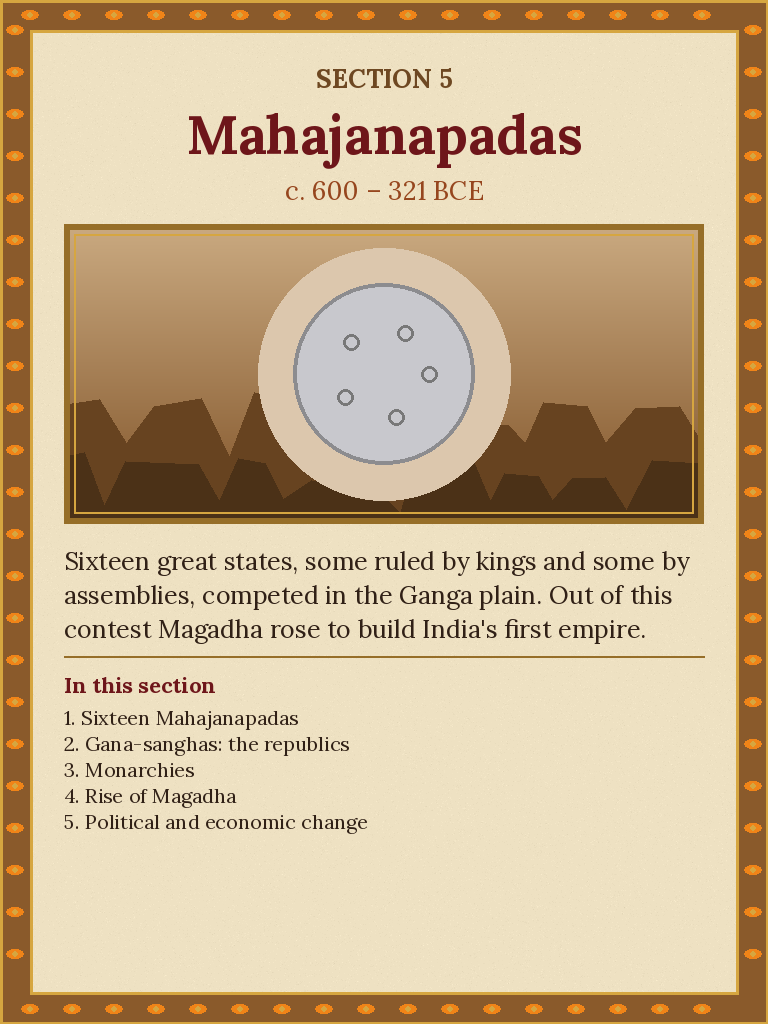 SECTION 5
Mahajanapadas
c. 600 – 321 BCE
Sixteen great states, some ruled by kings and some by
assemblies, competed in the Ganga plain. Out of this
contest Magadha rose to build India's first empire.
In this section
1. Sixteen Mahajanapadas
2. Gana-sanghas: the republics
3. Monarchies
4. Rise of Magadha
5. Political and economic change